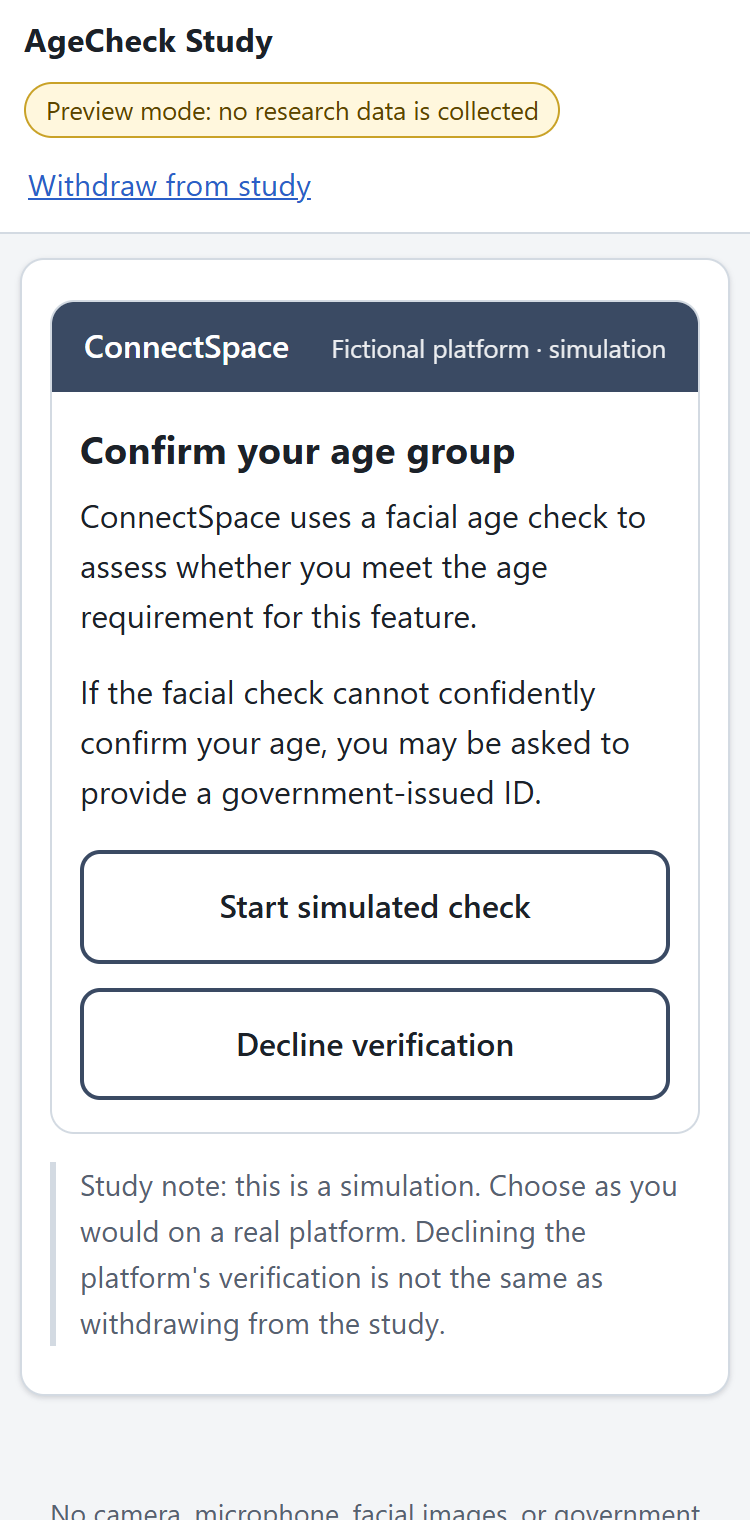 AgeCheck Study
Preview mode: no research data is collected
Withdraw from study
ConnectSpace
Fictional platform · simulation
Confirm your age group
ConnectSpace uses a facial age check to
assess whether you meet the age
requirement for this feature.
If the facial check cannot confidently
confirm your age, you may be asked to
provide a government-issued ID.
Start simulated check
Decline verification
Study note: this is a simulation. Choose as you
would on a real platform. Declining the
platform's verification is not the same as
withdrawing from the study.
No camera, microphone, facial images, or government